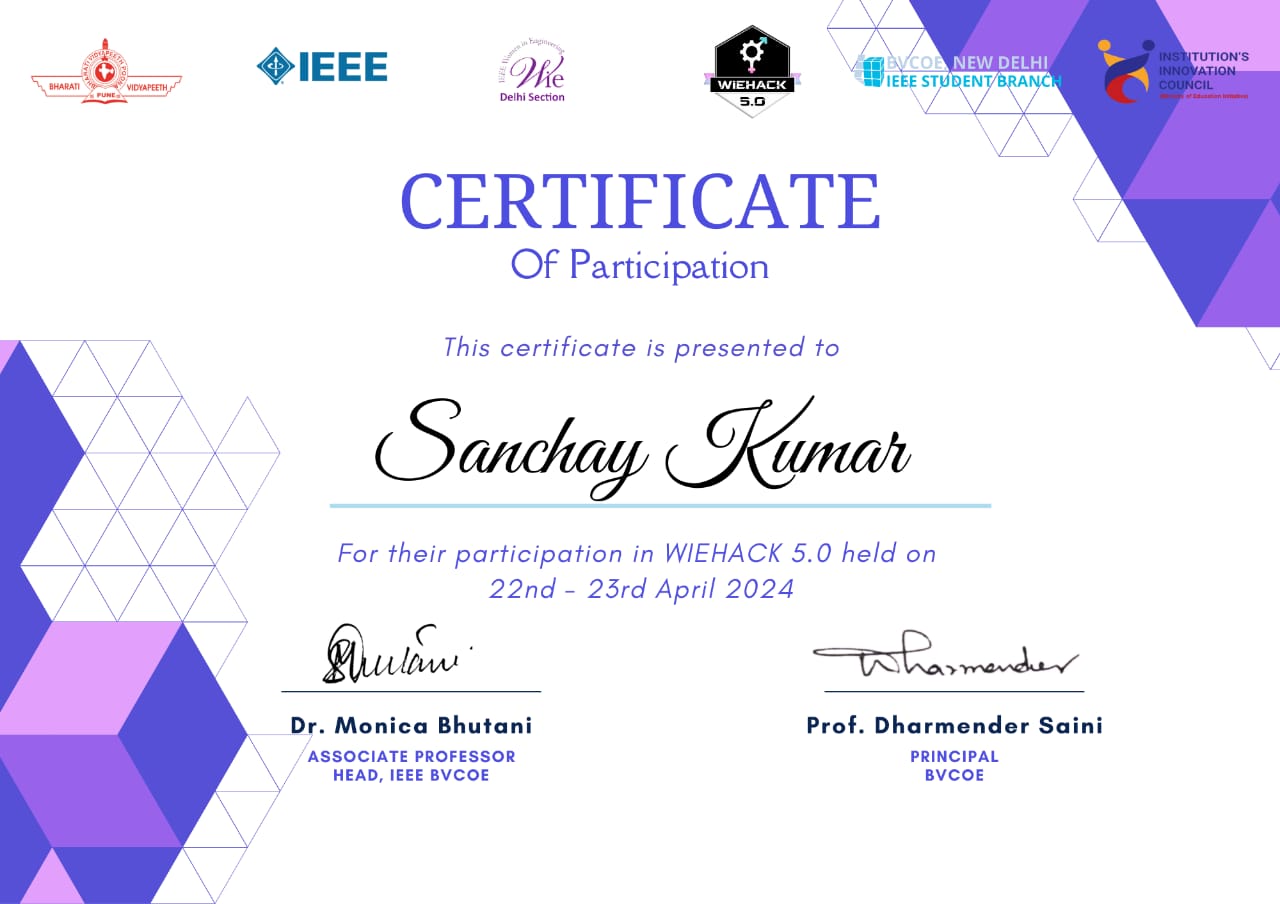 BHARATI VIDYAPEETH
PUNE
IEEE
IEEE Women in Engineering
Wie
Delhi Section
WIEHACK
5.0
BVCOE, NEW DELHI
IEEE STUDENT BRANCH
INSTITUTION'S
INNOVATION
COUNCIL
(Ministry of Education Initiative)
CERTIFICATE
Of Participation
This certificate is presented to
Sanchay Kumar
For their participation in WIEHACK 5.0 held on
22nd - 23rd April 2024
Bhutani
Dharmender
Dr. Monica Bhutani
ASSOCIATE PROFESSOR
HEAD, IEEE BVCOE
Prof. Dharmender Saini
PRINCIPAL
BVCOE